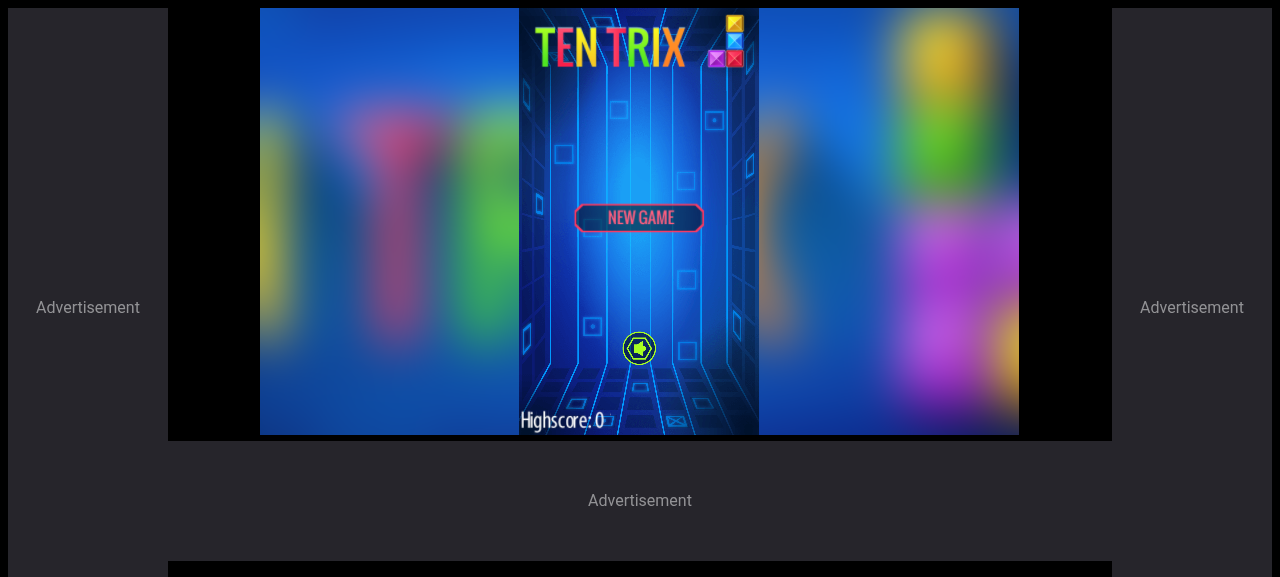 TEN TRIX
NEW GAME
Highscore: 0
Advertisement
Advertisement
Advertisement